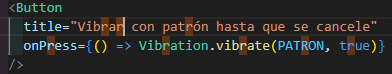 <Button
title="Vibrar con patrón hasta que se cancele"
onPress={() => Vibration.vibrate(PATRON, true)}
/>